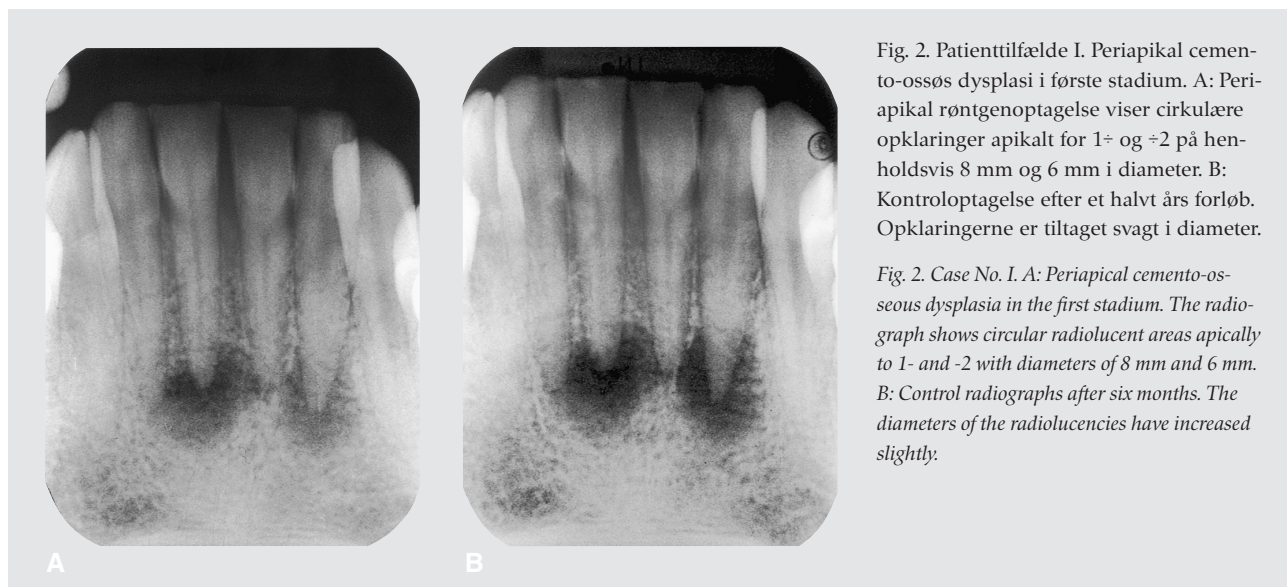 Fig. 2. Patienttilfælde I. Periapikal cemen-
to-ossøs dysplasi i første stadium. A: Peri-
apikal røntgenoptagelse viser cirkulære
opklaringer apikalt for 1÷ og ÷2 på hen-
holdsvis 8 mm og 6 mm i diameter. B:
Kontroloptagelse efter et halvt års forløb.
Opklaringerne er tiltaget svagt i diameter.
Fig. 2. Case No. I. A: Periapical cemento-os-
seous dysplasia in the first stadium. The radio-
graph shows circular radiolucent areas apically
to 1- and -2 with diameters of 8 mm and 6 mm.
B: Control radiographs after six months. The
diameters of the radiolucencies have increased
slightly.
A
B